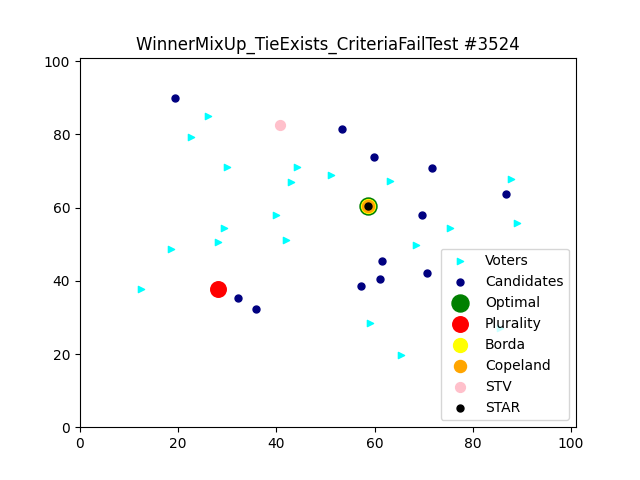 WinnerMixUp_TieExists_CriteriaFailTest #3524
100
80
60
40
20
0
0 20 40 60 80 100
Voters
Candidates
Optimal
Plurality
Borda
Copeland
STV
STAR